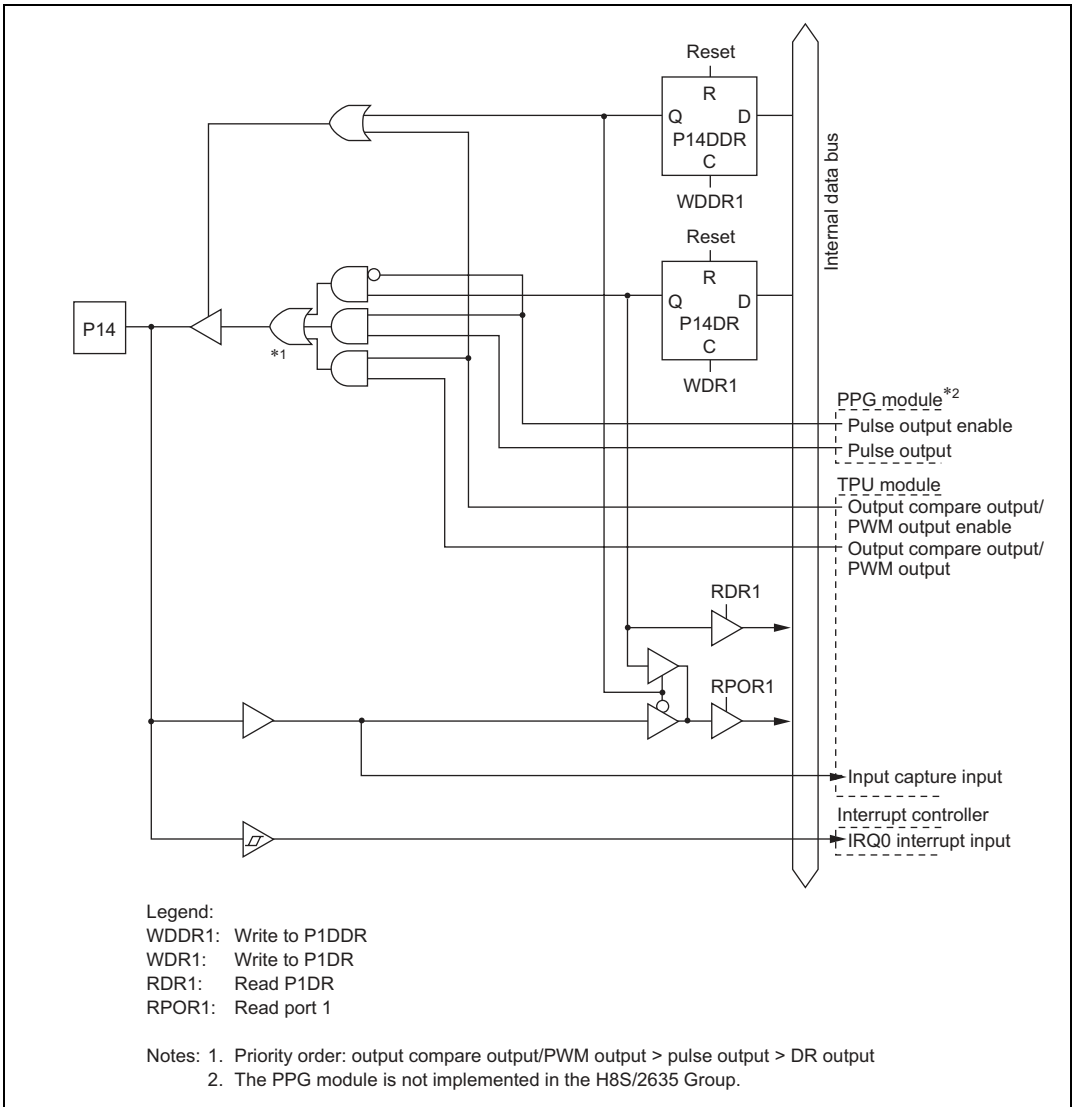 Reset
R
Q D
P14DDR
C
WDDR1
Internal data bus
Reset
R
Q D
P14DR
C
WDR1
P14
*1
PPG module*2
Pulse output enable
Pulse output
TPU module
Output compare output/
PWM output enable
Output compare output/
PWM output
RDR1
RPOR1
Input capture input
Interrupt controller
IRQ0 interrupt input
Legend:
WDDR1: Write to P1DDR
WDR1: Write to P1DR
RDR1: Read P1DR
RPOR1: Read port 1
Notes: 1. Priority order: output compare output/PWM output > pulse output > DR output
2. The PPG module is not implemented in the H8S/2635 Group.